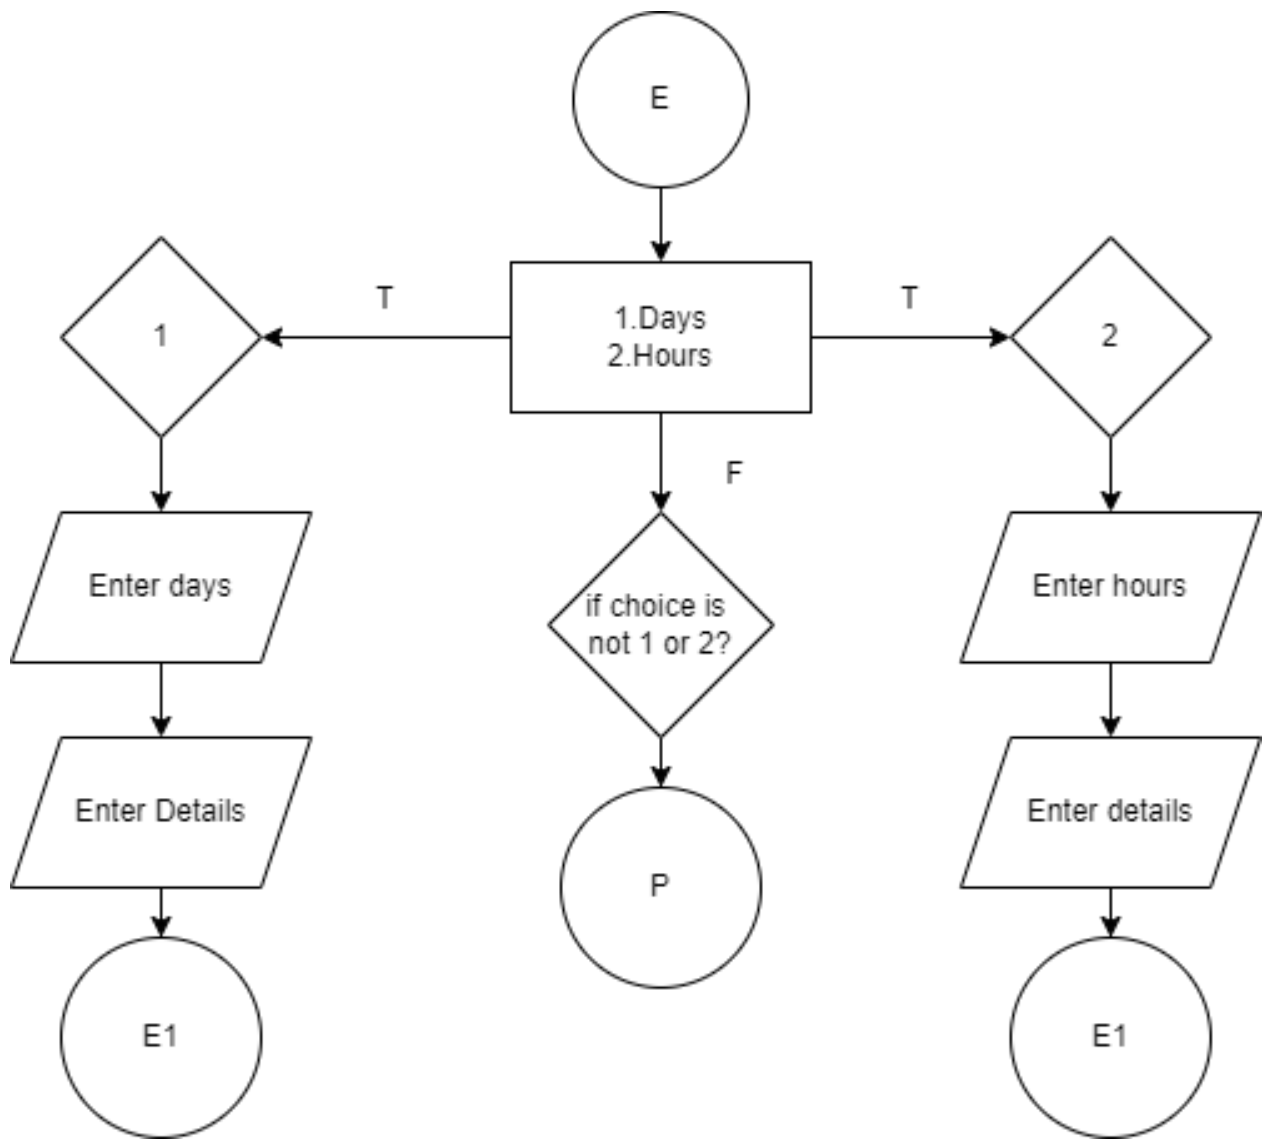 E
T
T
1
1.Days
2.Hours
2
F
Enter days
if choice is
not 1 or 2?
Enter hours
Enter Details
Enter details
P
E1
E1